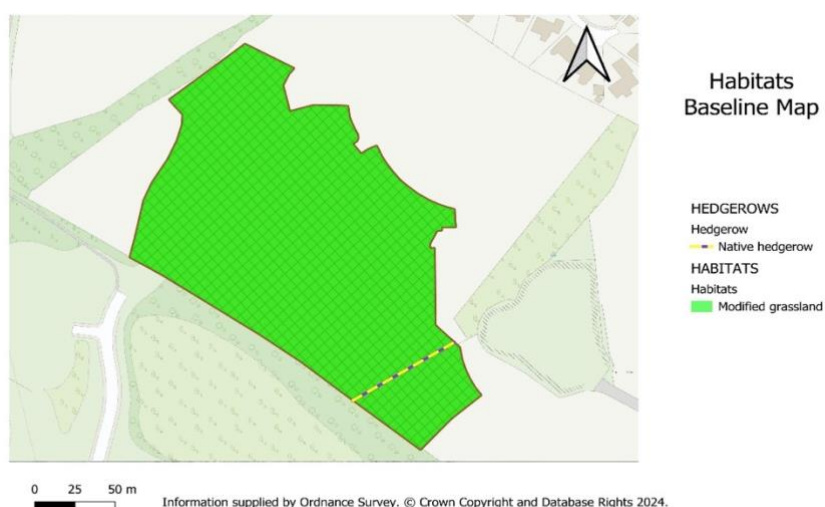 Habitats
Baseline Map
HEDGEROWS
Hedgerow
Native hedgerow
HABITATS
Habitats
Modified grassland
0 25 50 m
Information supplied by Ordnance Survey. © Crown Copyright and Database Rights 2024.